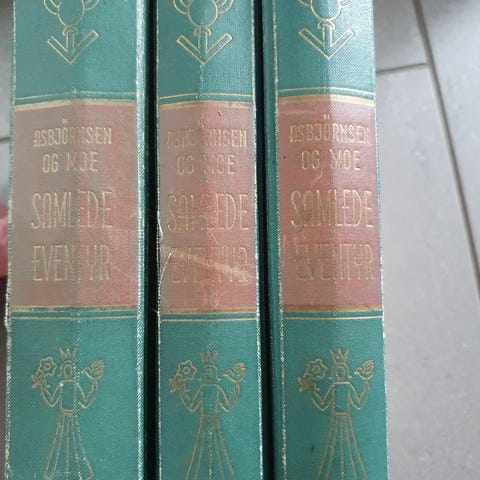 ASBJÖRNSEN
OG MOE
SAMLEDE
EVENTYR
ASBJÖRNSEN
OG MOE
SAMLEDE
EVENTYR
ASBJÖRNSEN
OG MOE
SAMLEDE
EVENTYR